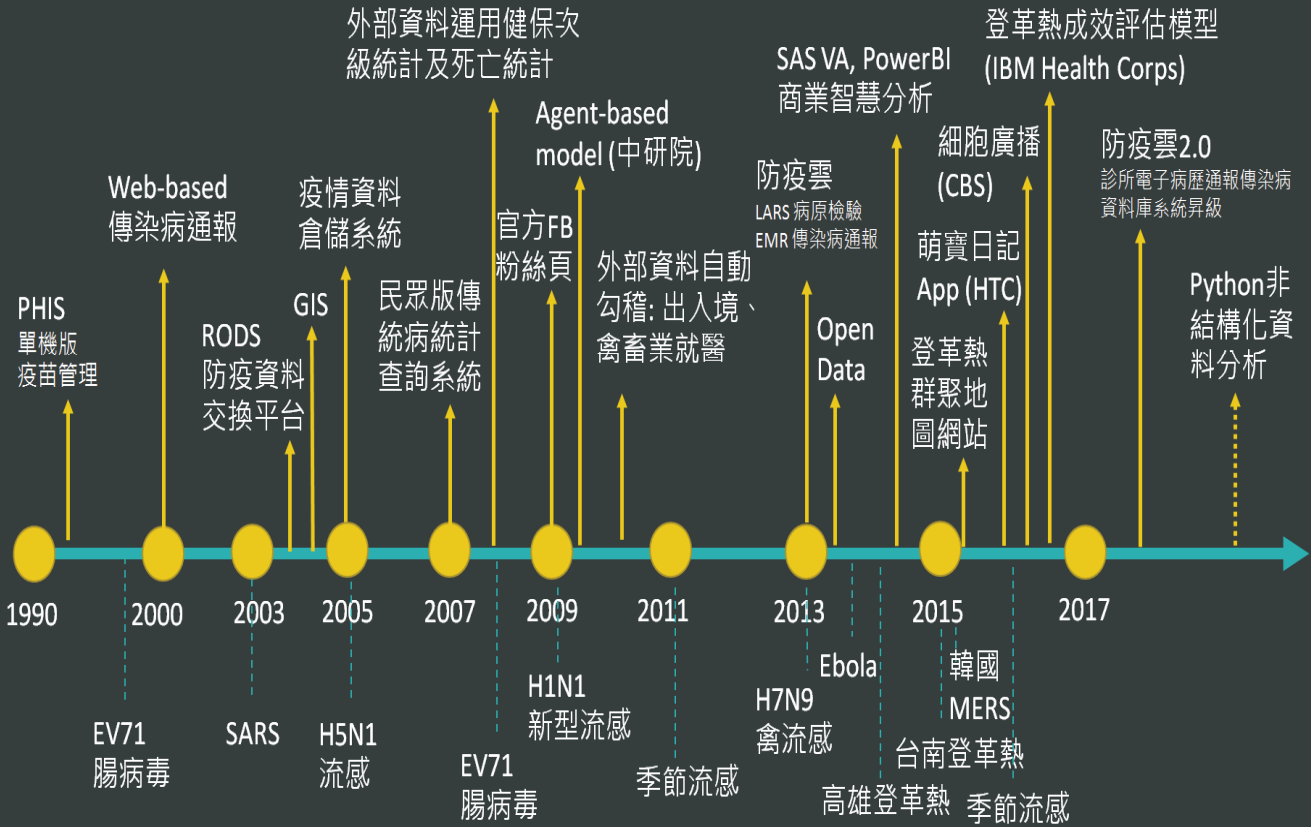 外部資料運用健保次
級統計及死亡統計
登革熱成效評估模型
(IBM Health Corps)
SAS VA, PowerBI
商業智慧分析
Agent-based
model (中研院)
細胞廣播
(CBS)
防疫雲2.0
診所電子病歷通報傳染病
資料庫系統昇級
Web-based
傳染病通報
疫情資料
倉儲系統
官方FB
粉絲頁
防疫雲
LARS 病原檢驗
EMR 傳染病通報
外部資料自動
勾稽: 出入境、
禽畜業就醫
萌寶日記
App (HTC)
PHIS
單機版
疫苗管理
GIS
RODS
防疫資料
交換平台
民眾版傳
統病統計
查詢系統
Open
Data
登革熱
群聚地
圖網站
Python非
結構化資
料分析
1990
2000
2003
2005
2007
2009
2011
2013
2015
2017
EV71
腸病毒
SARS
H5N1
流感
EV71
腸病毒
H1N1
新型流感
季節流感
H7N9
禽流感
Ebola
高雄登革熱
韓國
MERS
台南登革熱
季節流感